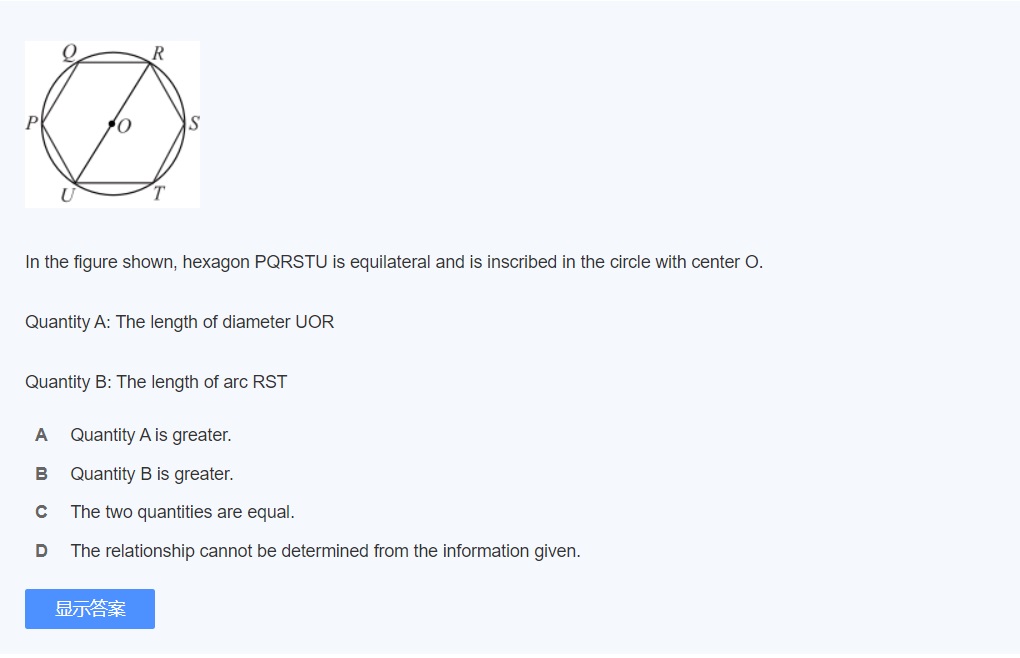 Q R
P O S
U T
In the figure shown, hexagon PQRSTU is equilateral and is inscribed in the circle with center O.
Quantity A: The length of diameter UOR
Quantity B: The length of arc RST
A Quantity A is greater.
B Quantity B is greater.
C The two quantities are equal.
D The relationship cannot be determined from the information given.
显示答案